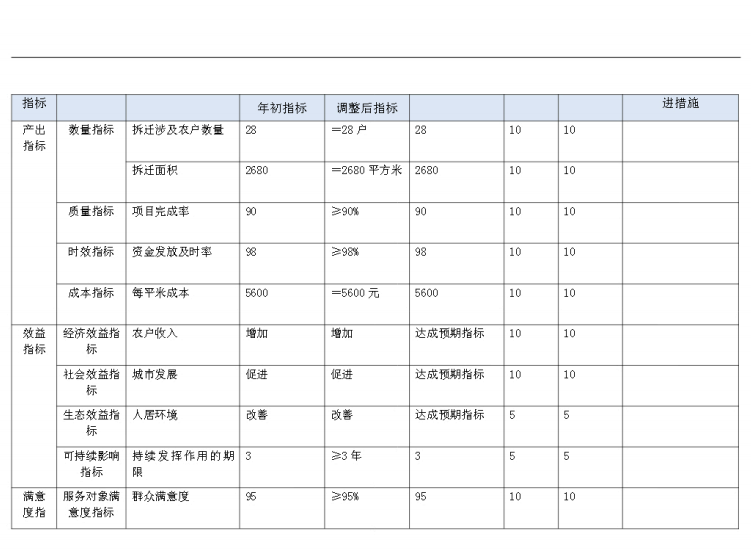 指标 年初指标 调整后指标 进措施
产出指标 数量指标 拆迁涉及农户数量 28 ＝28 户 28 10 10
拆迁面积 2680 ＝2680 平方米 2680 10 10
质量指标 项目完成率 90 ≥90% 90 10 10
时效指标 资金发放及时率 98 ≥98% 98 10 10
成本指标 每平米成本 5600 ＝5600 元 5600 10 10
效益指标 经济效益指标 农户收入 增加 增加 达成预期指标 10 10
社会效益指标 城市发展 促进 促进 达成预期指标 10 10
生态效益指标 人居环境 改善 改善 达成预期指标 5 5
可持续影响指标 持续发挥作用的期限 3 ≥3 年 3 5 5
满意度指 服务对象满意度指标 群众满意度 95 ≥95% 95 10 10